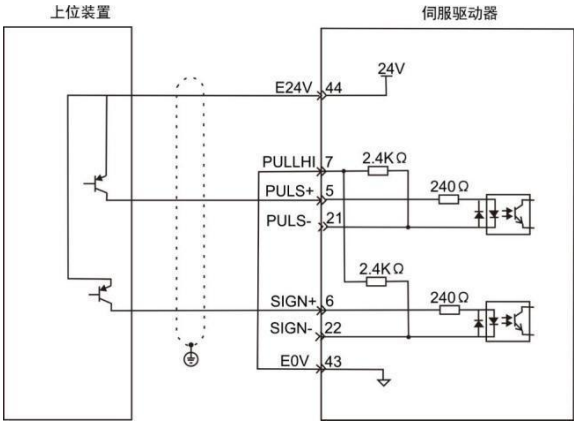 上位装置
伺服驱动器
24V
E24V 44
PULLHI 7 2.4KΩ
PULS+ 5 240Ω
PULS- 21
2.4KΩ
SIGN+ 6 240Ω
SIGN- 22
E0V 43